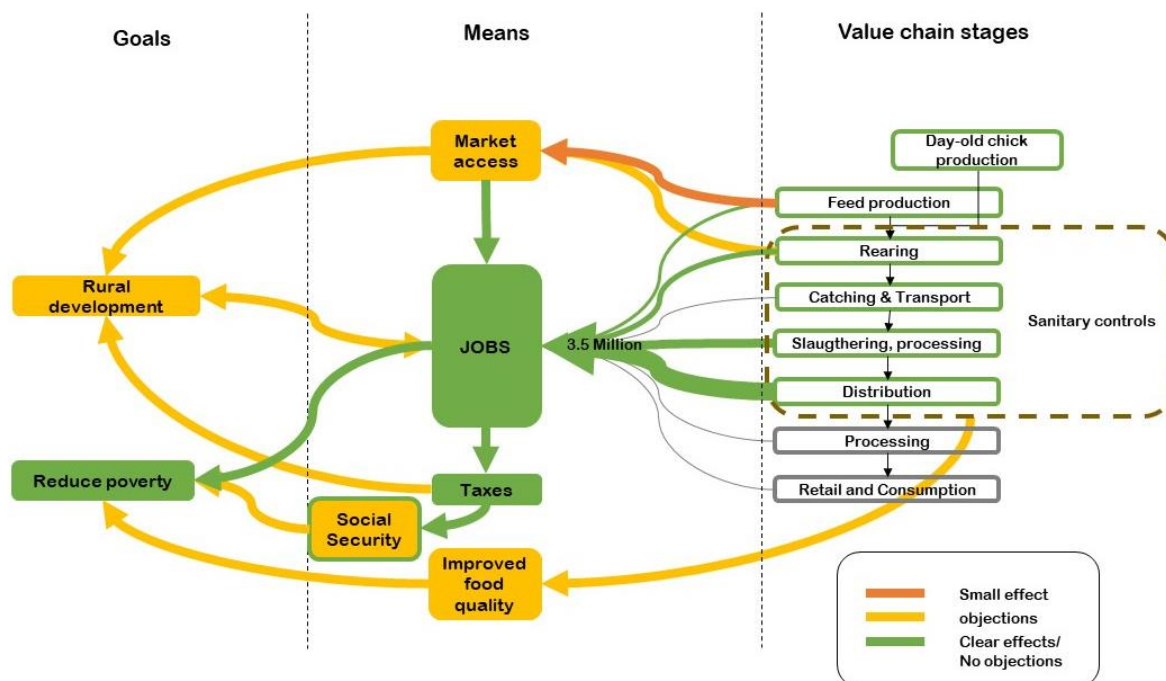 Goals
Means
Value chain stages
Market
access
Day-old chick
production
Feed production
Rearing
Rural
development
Catching & Transport
Sanitary controls
JOBS
3.5 Million
Slaugthering, processing
Distribution
Processing
Reduce poverty
Taxes
Retail and Consumption
Social
Security
Improved
food
quality
Small effect
objections
Clear effects/
No objections